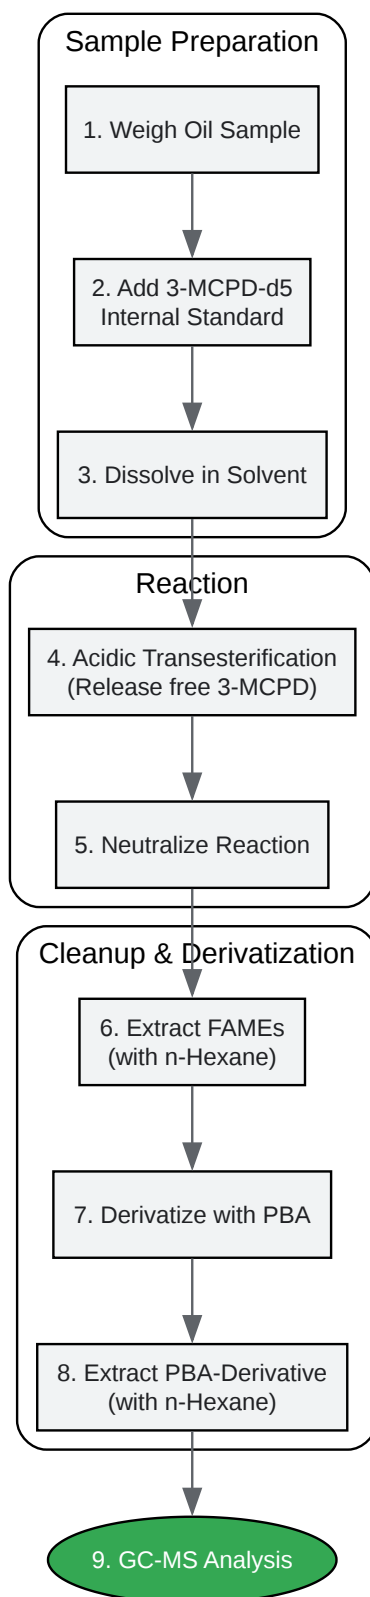 Sample Preparation
1. Weigh Oil Sample
2. Add 3-MCPD-d5
Internal Standard
3. Dissolve in Solvent
Reaction
4. Acidic Transesterification
(Release free 3-MCPD)
5. Neutralize Reaction
Cleanup & Derivatization
6. Extract FAMEs
(with n-Hexane)
7. Derivatize with PBA
8. Extract PBA-Derivative
(with n-Hexane)
9. GC-MS Analysis